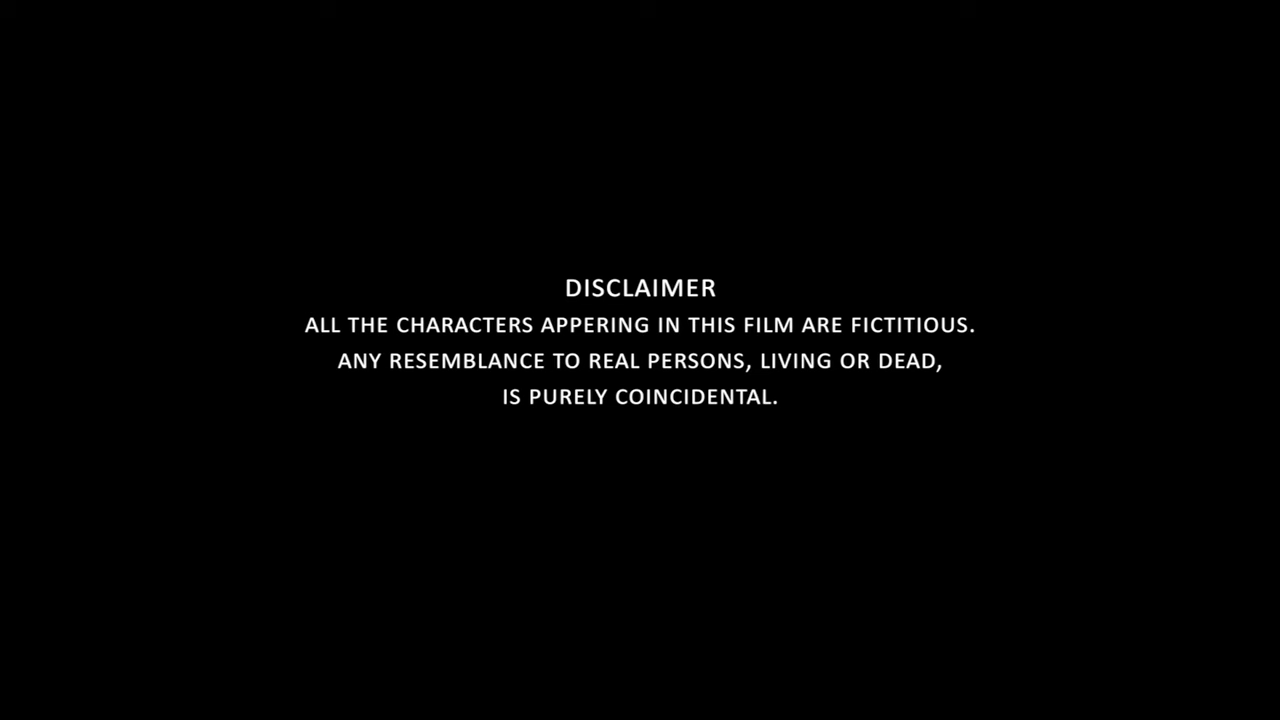 DISCLAIMER
ALL THE CHARACTERS APPERING IN THIS FILM ARE FICTITIOUS.
ANY RESEMBLANCE TO REAL PERSONS, LIVING OR DEAD,
IS PURELY COINCIDENTAL.